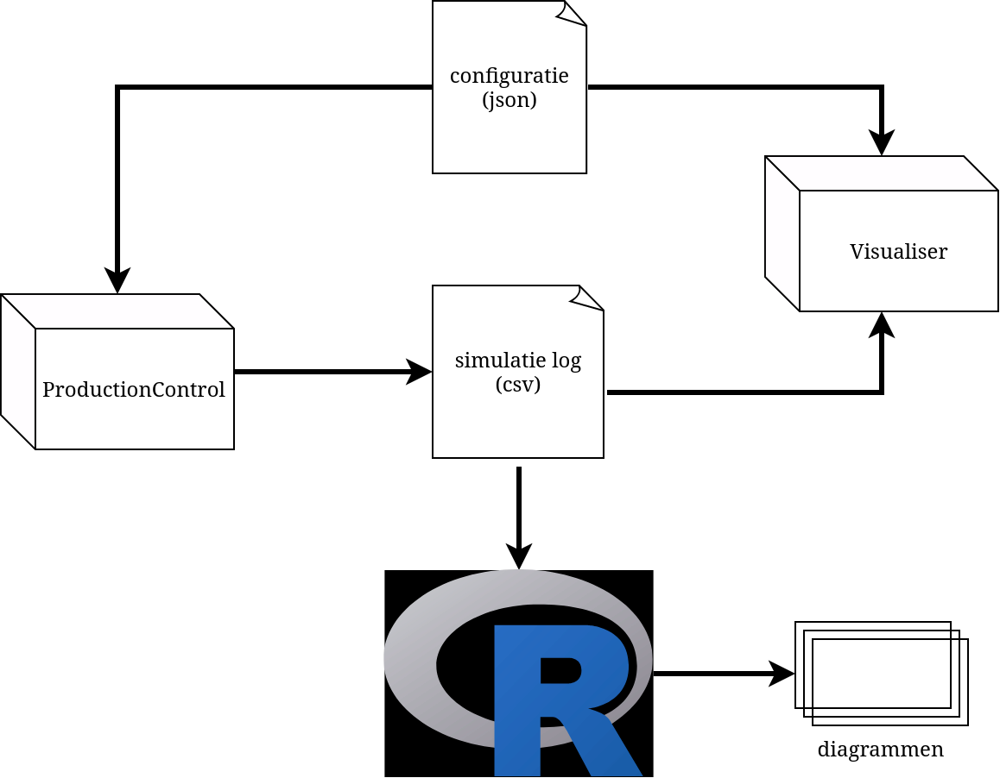 configuratie
(json)
Visualiser
simulatie log
(csv)
ProductionControl
R
diagrammen